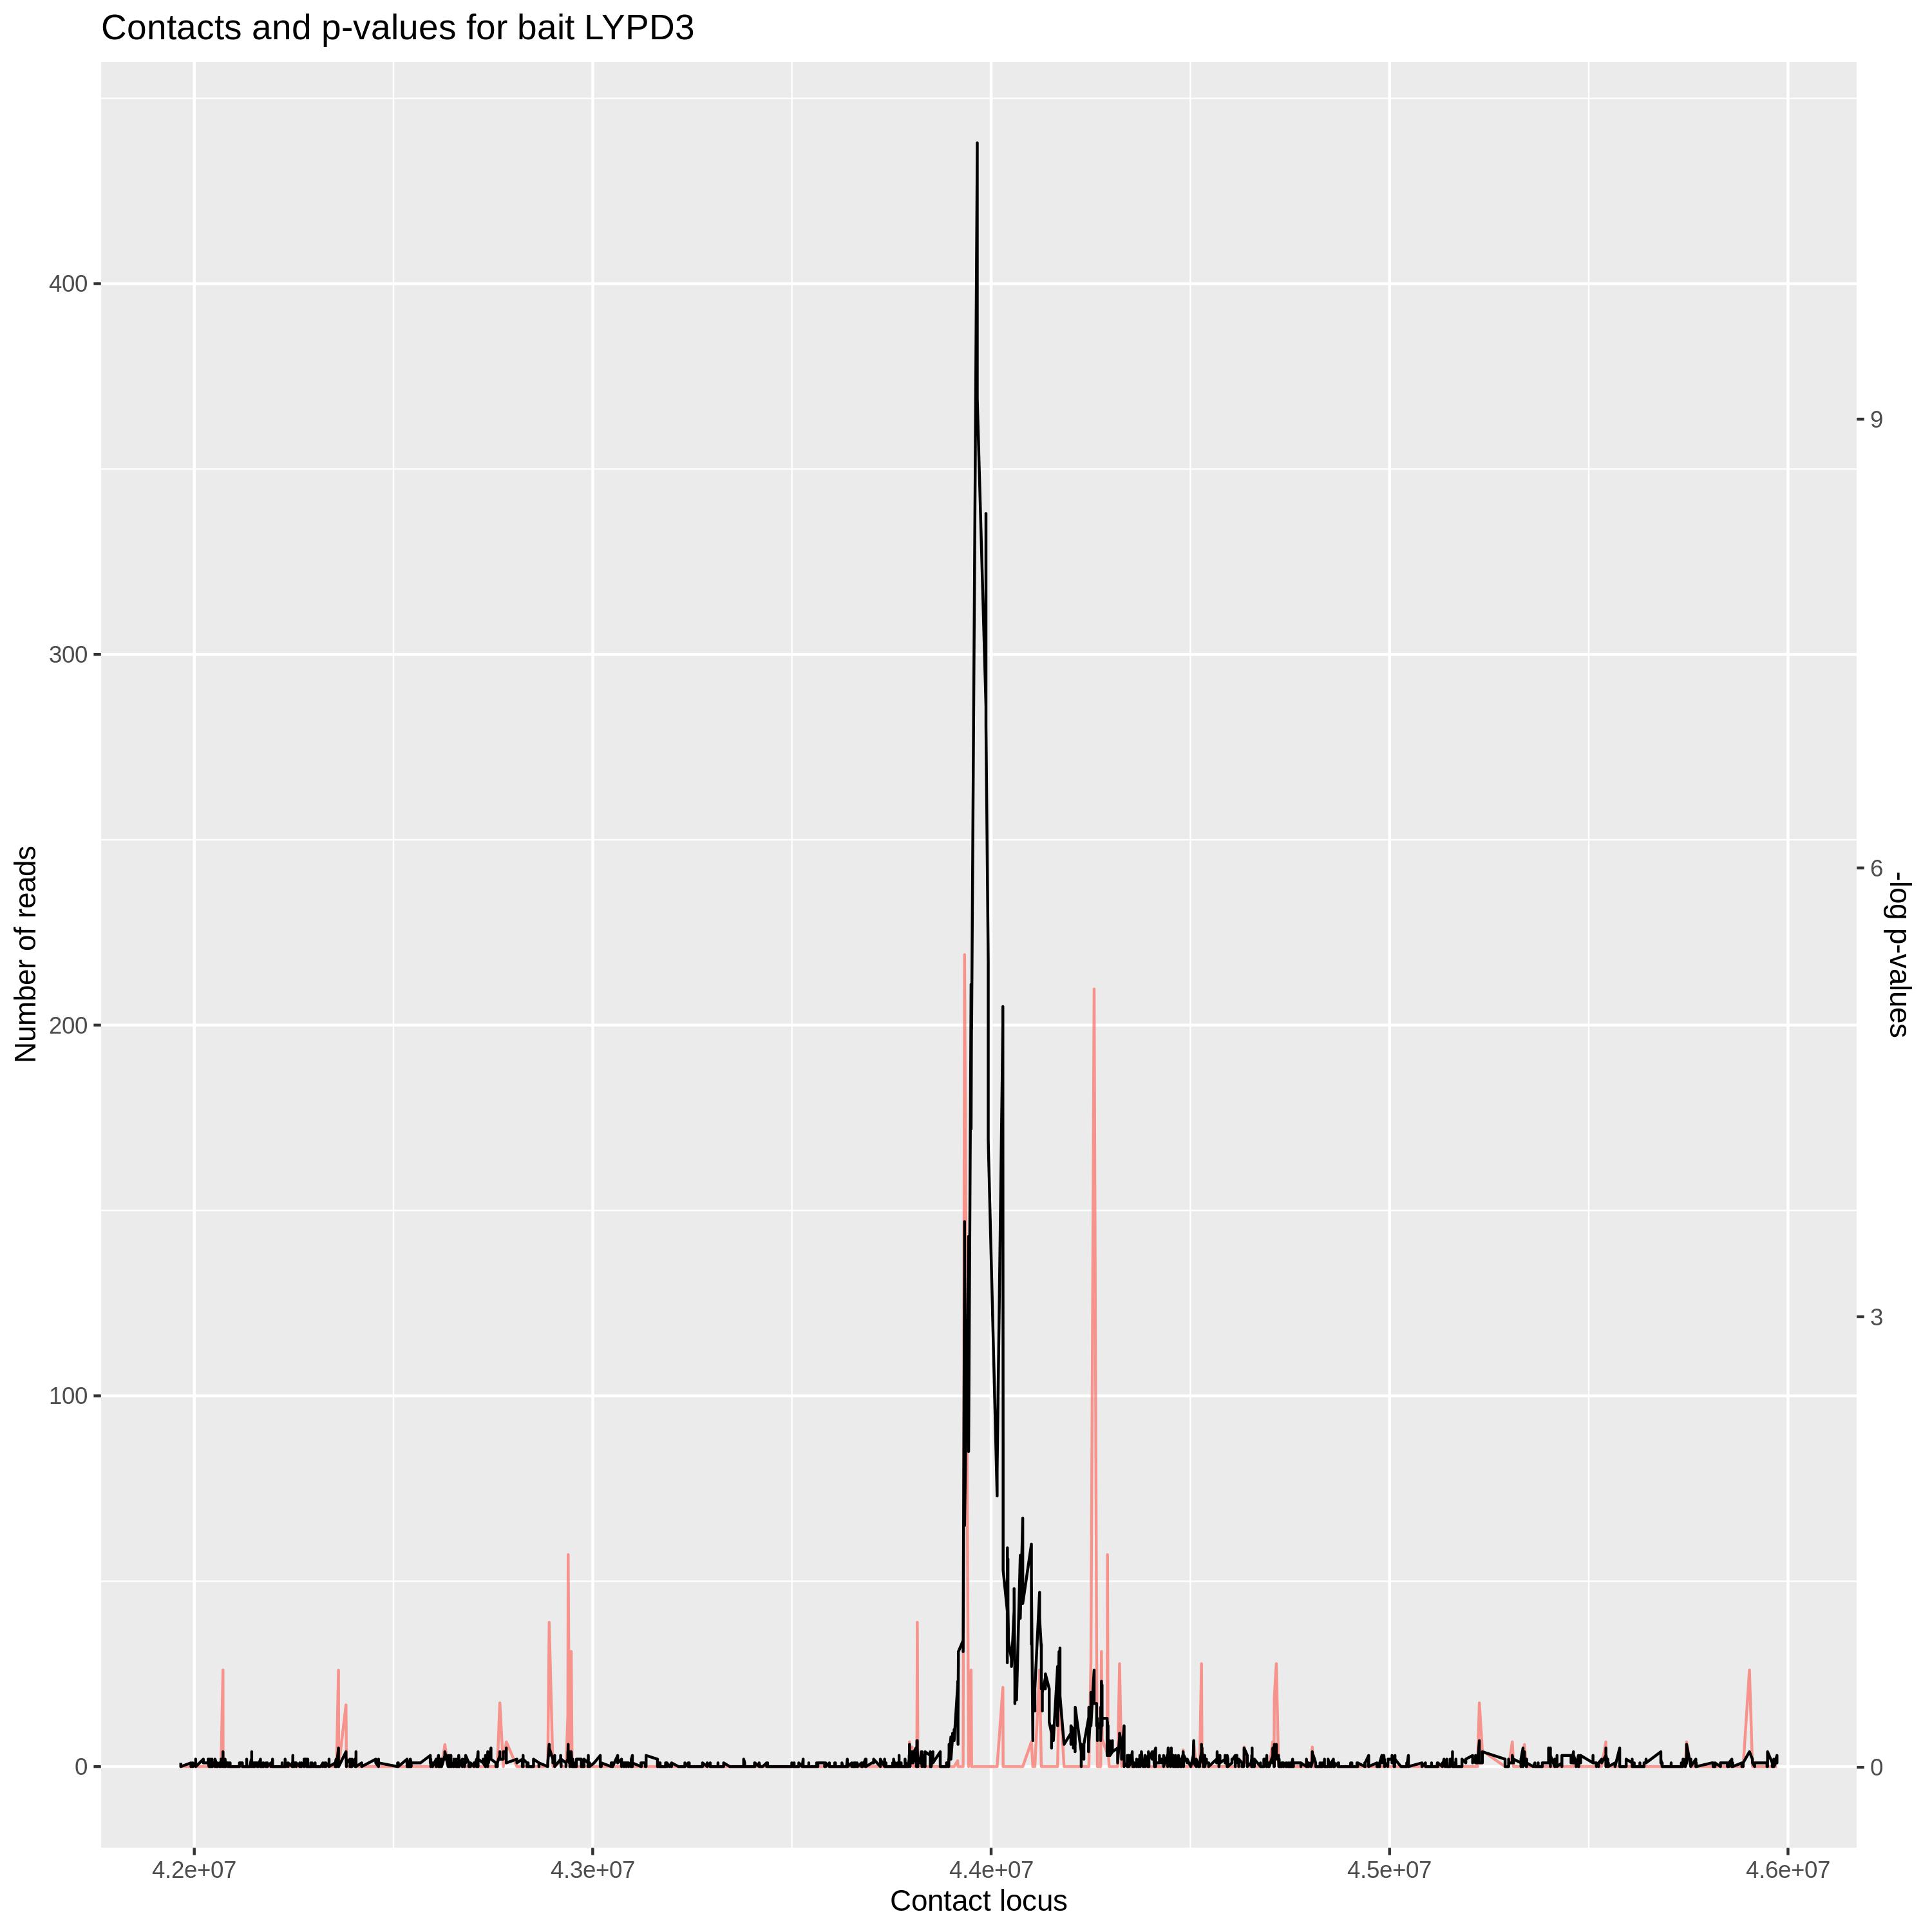 Contacts and p-values for bait LYPD3
400
300
200
100
0
Number of reads
9
6
3
0
-log p-values
4.2e+07
4.3e+07
4.4e+07
4.5e+07
4.6e+07
Contact locus